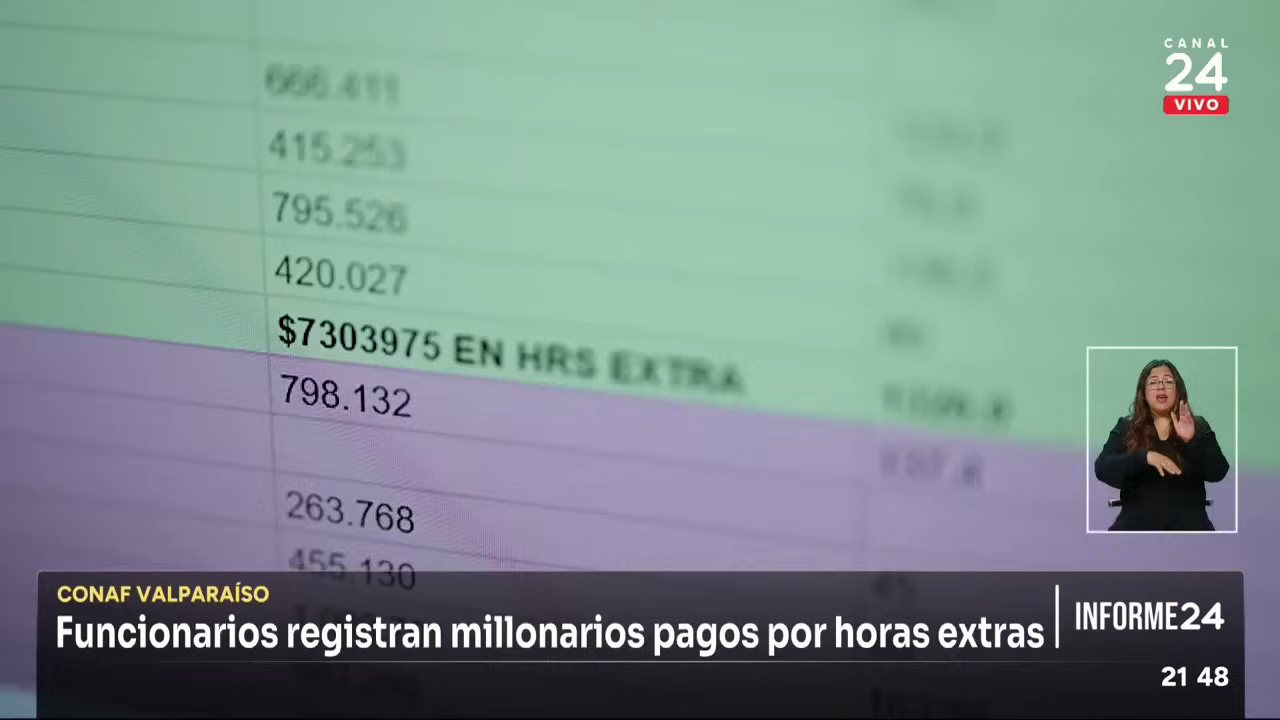 CANAL
24
VIVO
666.411
415.253
795.526
420.027
$7303975 EN HRS EXTRA
798.132
263.768
455.130
CONAF VALPARAÍSO
Funcionarios registran millonarios pagos por horas extras
INFORME24
21 48